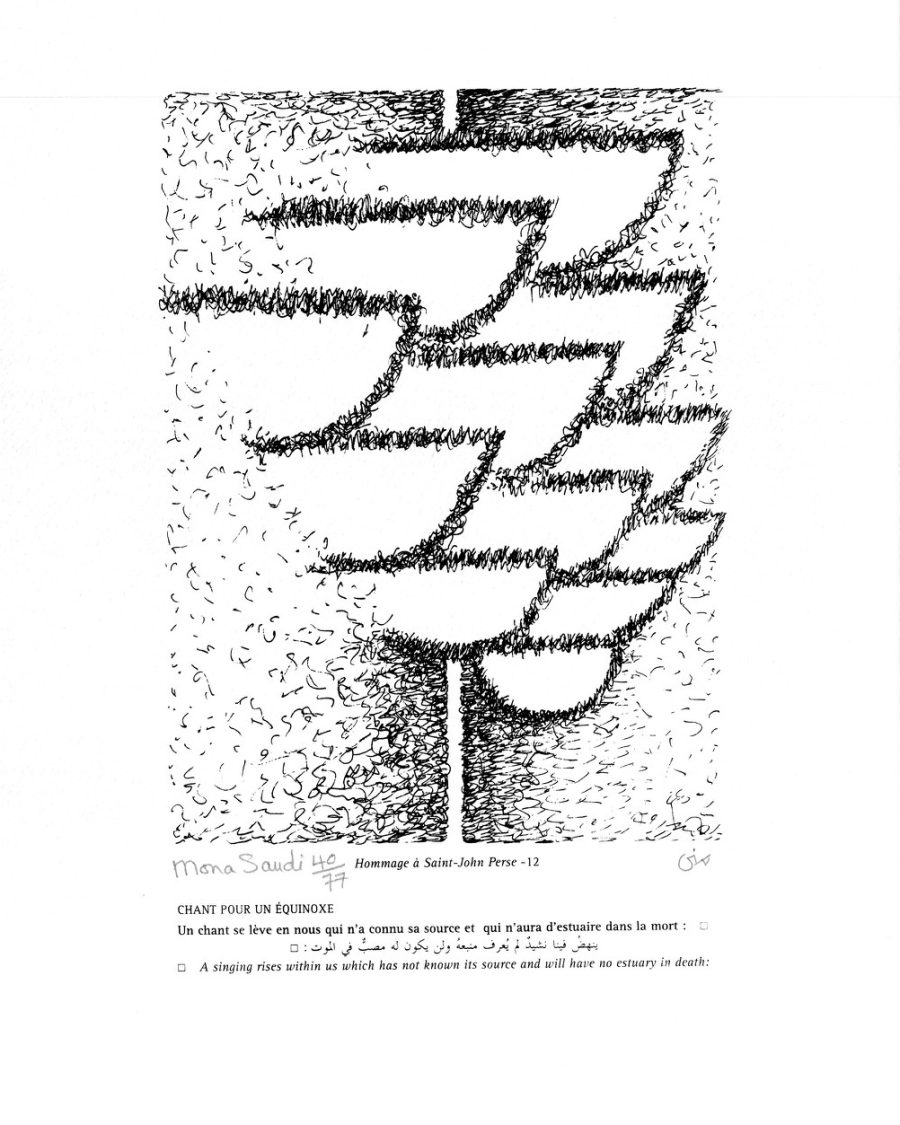 Mona Saudi 40/77 Hommage à Saint-John Perse -12 منى
CHANT POUR UN ÉQUINOXE
Un chant se lève en nous qui n'a connu sa source et qui n'aura d'estuaire dans la mort : □
ينهضُ فينا نشيدٌ لم يُعرف منبعهُ ولن يكون له مصبٌّ في الموت : □
□ A singing rises within us which has not known its source and will have no estuary in death: